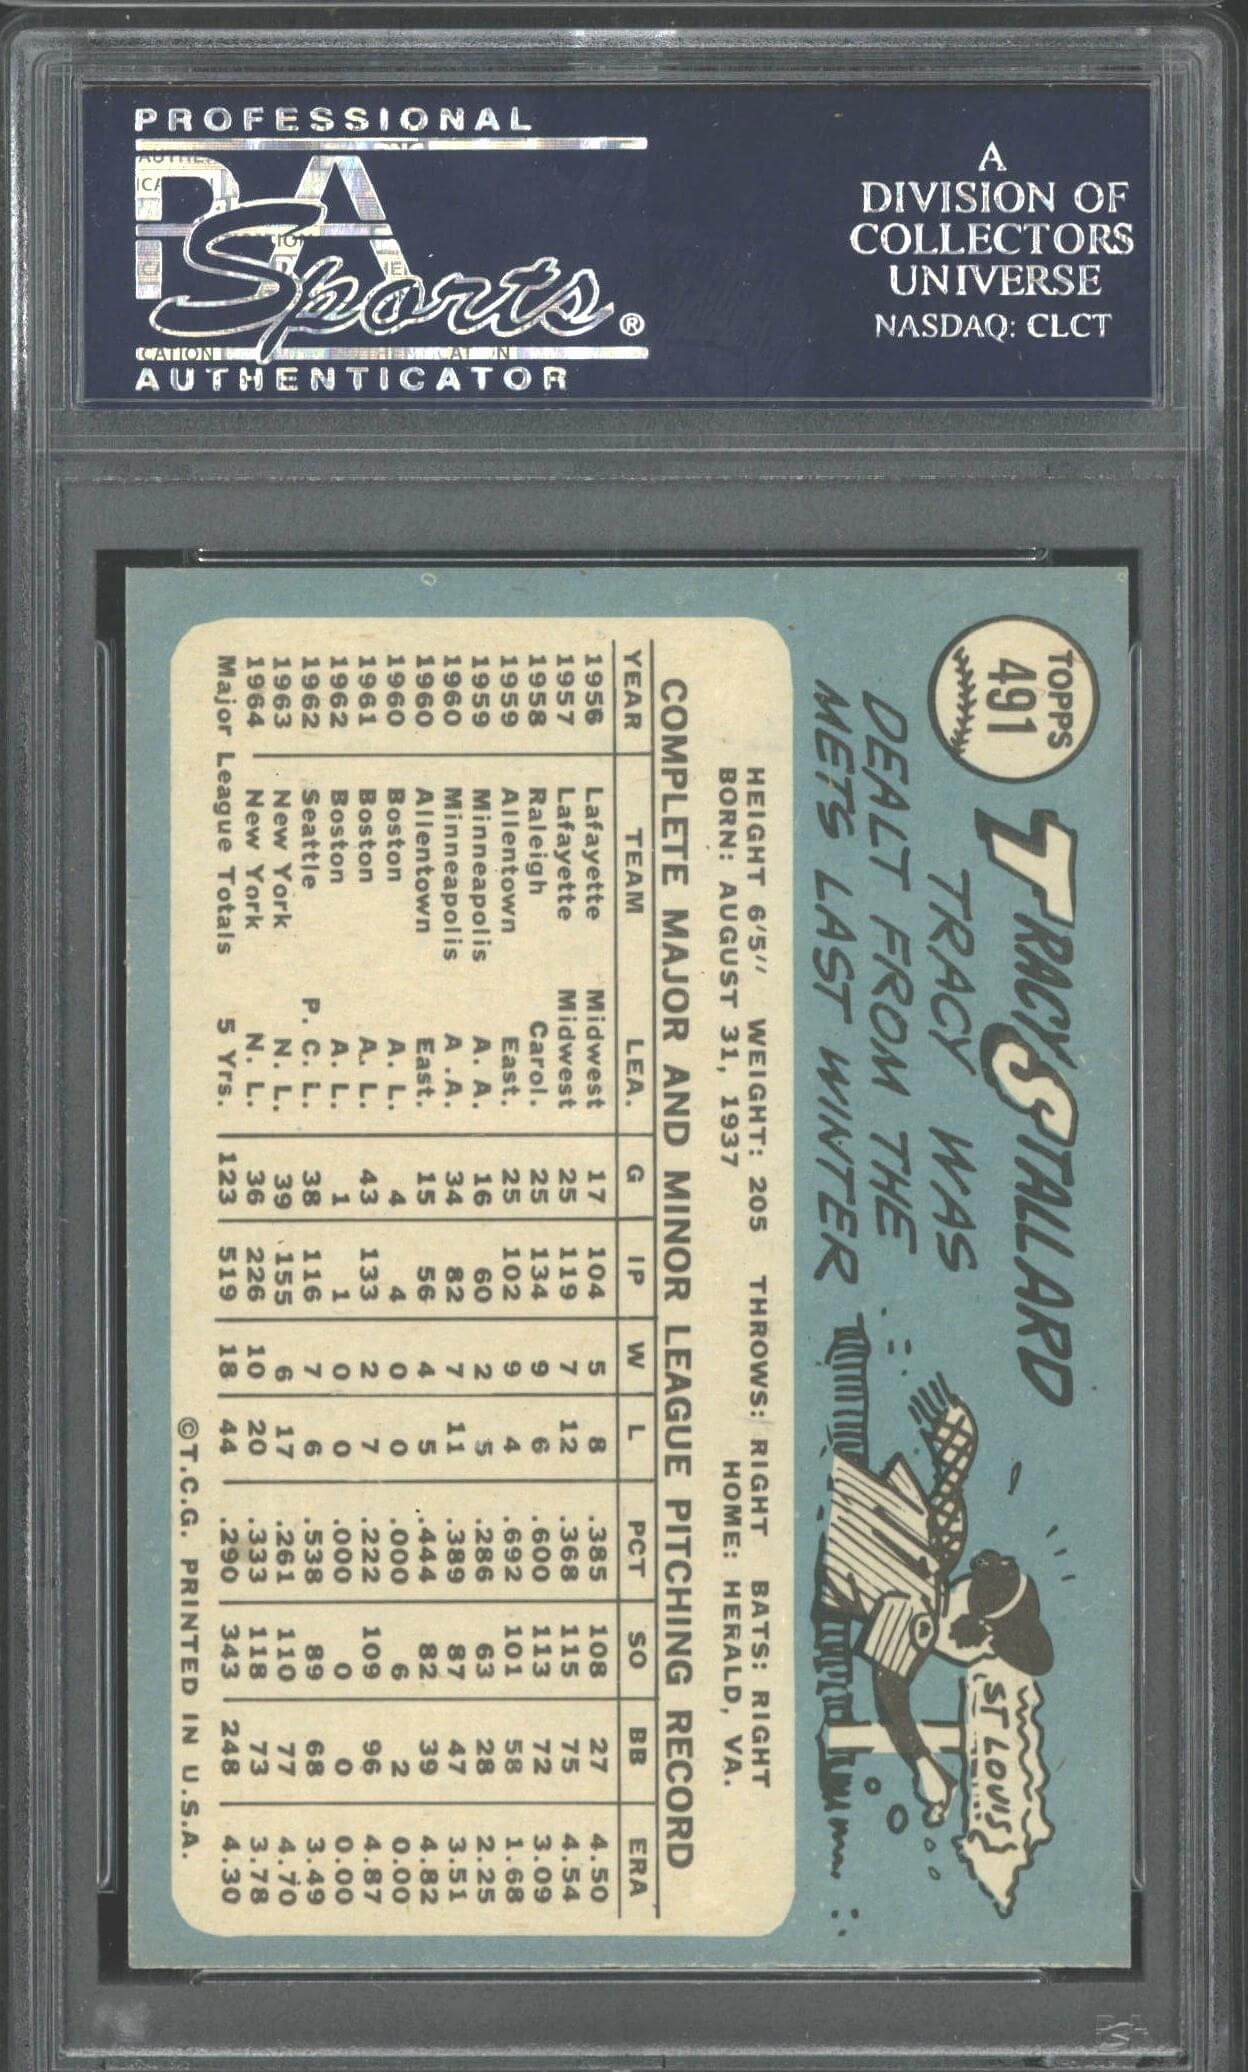 PROFESSIONAL
PSA
Sports®
AUTHENTICATOR
A
DIVISION OF
COLLECTORS
UNIVERSE
NASDAQ: CLCT
TOPPS
491
TRACY STALLARD
TRACY WAS
DEALT FROM THE
METS LAST WINTER
ST LOUIS
HEIGHT 6'5" WEIGHT: 205 THROWS: RIGHT BATS: RIGHT
BORN: AUGUST 31, 1937 HOME: HERALD, VA.
COMPLETE MAJOR AND MINOR LEAGUE PITCHING RECORD
YEAR TEAM LEA. G IP W L PCT SO BB ERA
1956 Lafayette Midwest 17 104 5 8 .385 108 27 4.50
1957 Lafayette Midwest 25 119 7 12 .368 115 75 4.54
1958 Raleigh Carol. 25 134 9 6 .600 113 72 3.09
1959 Allentown East. 25 102 9 4 .692 101 58 1.68
1959 Minneapolis A. A. 16 60 2 5 .286 63 28 2.25
1960 Minneapolis A .A. 34 82 7 11 .389 87 47 3.51
1960 Allentown East. 15 56 4 5 .444 82 39 4.82
1960 Boston A. L. 4 4 0 0 .000 6 2 0.00
1961 Boston A. L. 43 133 2 7 .222 109 96 4.87
1962 Boston A. L. 1 1 0 0 .000 0 0 0.00
1962 Seattle P. C. L. 38 116 7 6 .538 89 68 3.49
1963 New York N. L. 39 155 6 17 .261 110 77 4.70
1964 New York N. L. 36 226 10 20 .333 118 73 3.78
Major League Totals 5 Yrs. 123 519 18 44 .290 343 248 4.30
©T.C.G. PRINTED IN U.S.A.